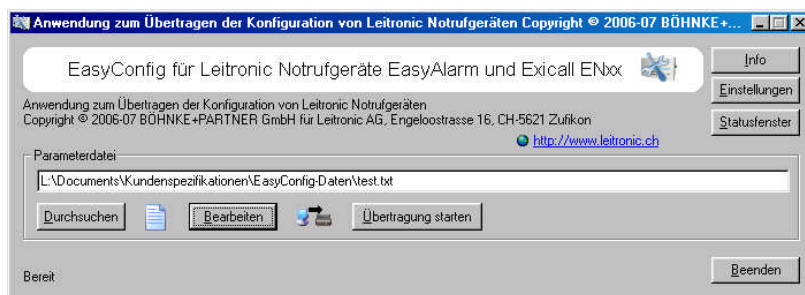 Anwendung zum Übertragen der Konfiguration von Leitronic Notrufgeräten Copyright © 2006-07 BÖHNKE+...
EasyConfig für Leitronic Notrufgeräte EasyAlarm und Exicall ENxx
Info
Einstellungen
Anwendung zum Übertragen der Konfiguration von Leitronic Notrufgeräten
Copyright © 2006-07 BÖHNKE+PARTNER GmbH für Leitronic AG, Engeloostrasse 16, CH-5621 Zufikon
Statusfenster
http://www.leitronic.ch
Parameterdatei
L:\Documents\Kundenspezifikationen\EasyConfig-Daten\test.txt
Durchsuchen Bearbeiten Übertragung starten
Bereit
Beenden